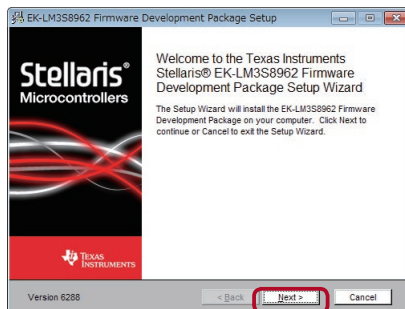 EK-LM3S8962 Firmware Development Package Setup
Stellaris®
Microcontrollers
Welcome to the Texas Instruments
Stellaris® EK-LM3S8962 Firmware
Development Package Setup Wizard
The Setup Wizard will install the EK-LM3S8962 Firmware
Development Package on your computer. Click Next to
continue or Cancel to exit the Setup Wizard.
TEXAS
INSTRUMENTS
Version 6288
< Back
Next >
Cancel